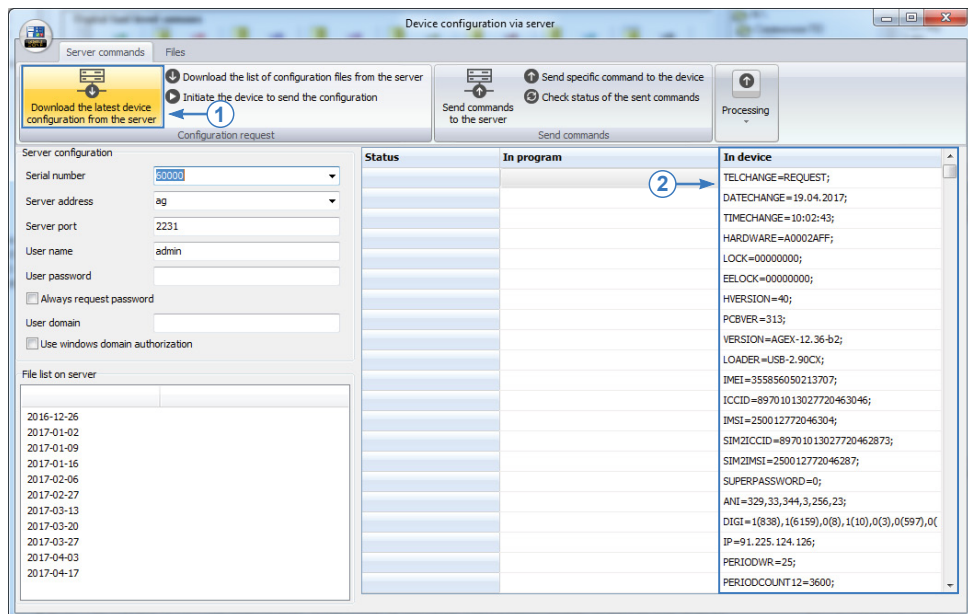 Device configuration via server
Server commands
Files
Download the latest device
configuration from the server
Download the list of configuration files from the server
Initiate the device to send the configuration
1
Configuration request
Send commands
to the server
Send specific command to the device
Check status of the sent commands
Send commands
Processing
Server configuration
Serial number
60000
Server address
ag
Server port
2231
User name
admin
User password
Always request password
User domain
Use windows domain authorization
File list on server
2016-12-26
2017-01-02
2017-01-09
2017-01-16
2017-02-06
2017-02-27
2017-03-13
2017-03-20
2017-03-27
2017-04-03
2017-04-17
Status
In program
In device
2
TELCHANGE=REQUEST;
DATECHANGE=19.04.2017;
TIMECHANGE=10:02:43;
HARDWARE=A0002AFF;
LOCK=00000000;
EELOCK=00000000;
HVERSION=40;
PCBVER=313;
VERSION=AGEX-12.36-b2;
LOADER=USB-2.90CX;
IMEI=355856050213707;
ICCID=89701013027720463046;
IMSI=250012772046304;
SIM2ICCID=89701013027720462873;
SIM2IMSI=250012772046287;
SUPERPASSWORD=0;
ANI=329,33,344,3,256,23;
DIGI=1(838),1(6159),0(8),1(10),0(3),0(597),0(
IP=91.225.124.126;
PERIODWR=25;
PERIODCOUNT12=3600;